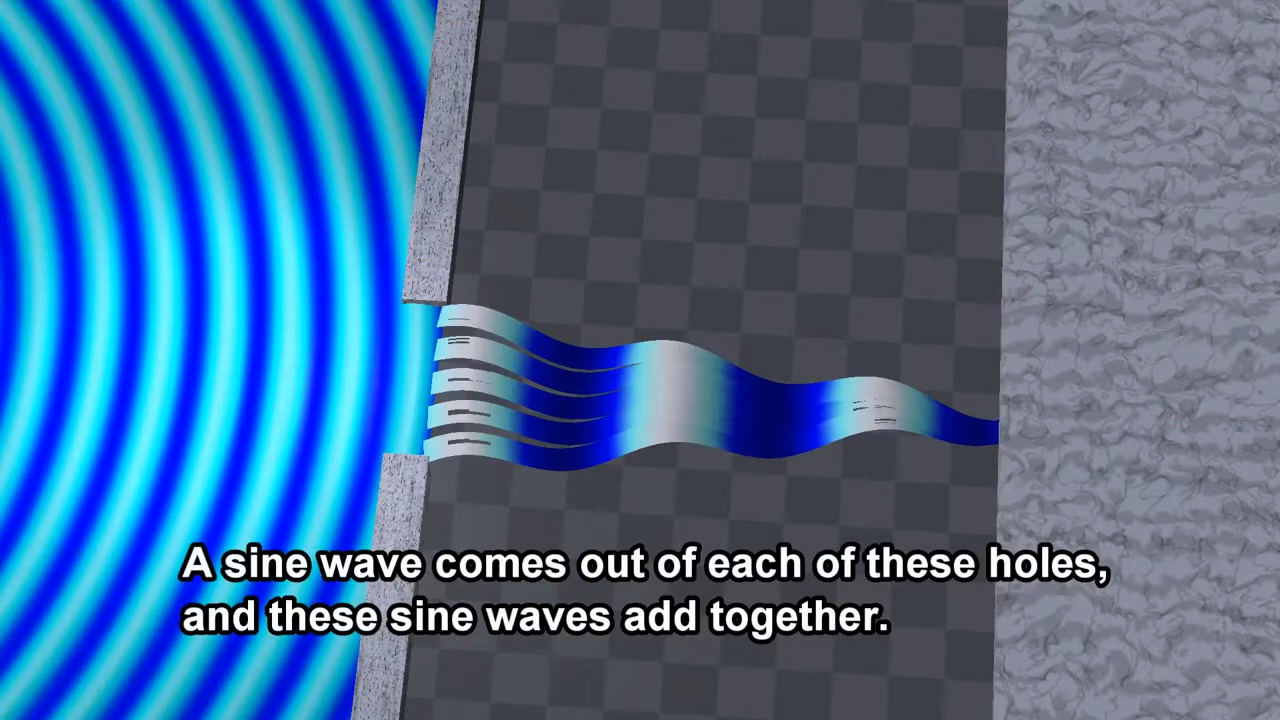 A sine wave comes out of each of these holes,
and these sine waves add together.